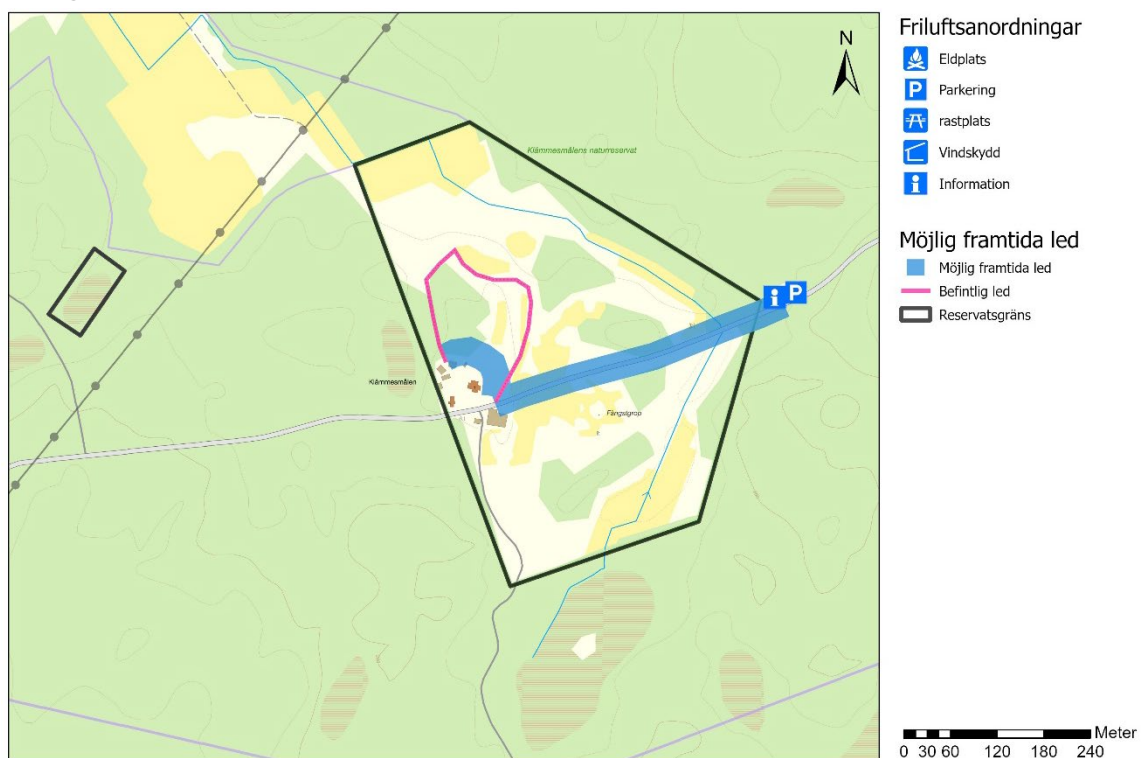 N
Klämmesmålens naturreservat
Klämmesmålen
Fångstgrop
i P
Friluftsanordningar
Eldplats
P Parkering
rastplats
Vindskydd
i Information
Möjlig framtida led
Möjlig framtida led
Befintlig led
Reservatsgräns
Meter
0 30 60 120 180 240